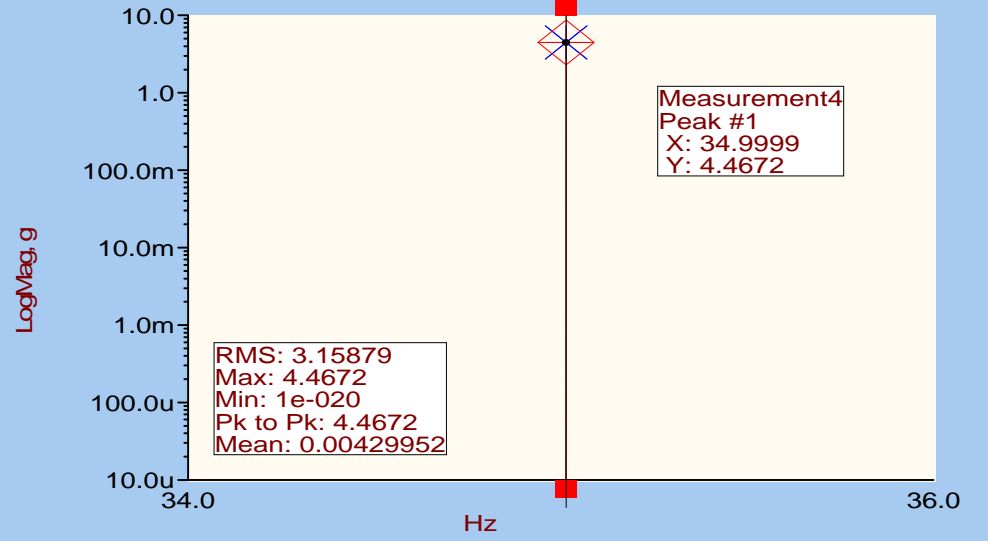 10.0
1.0
100.0m
10.0m
1.0m
100.0u
10.0u
LogMag, g
Measurement4
Peak #1
X: 34.9999
Y: 4.4672
RMS: 3.15879
Max: 4.4672
Min: 1e-020
Pk to Pk: 4.4672
Mean: 0.00429952
34.0
36.0
Hz